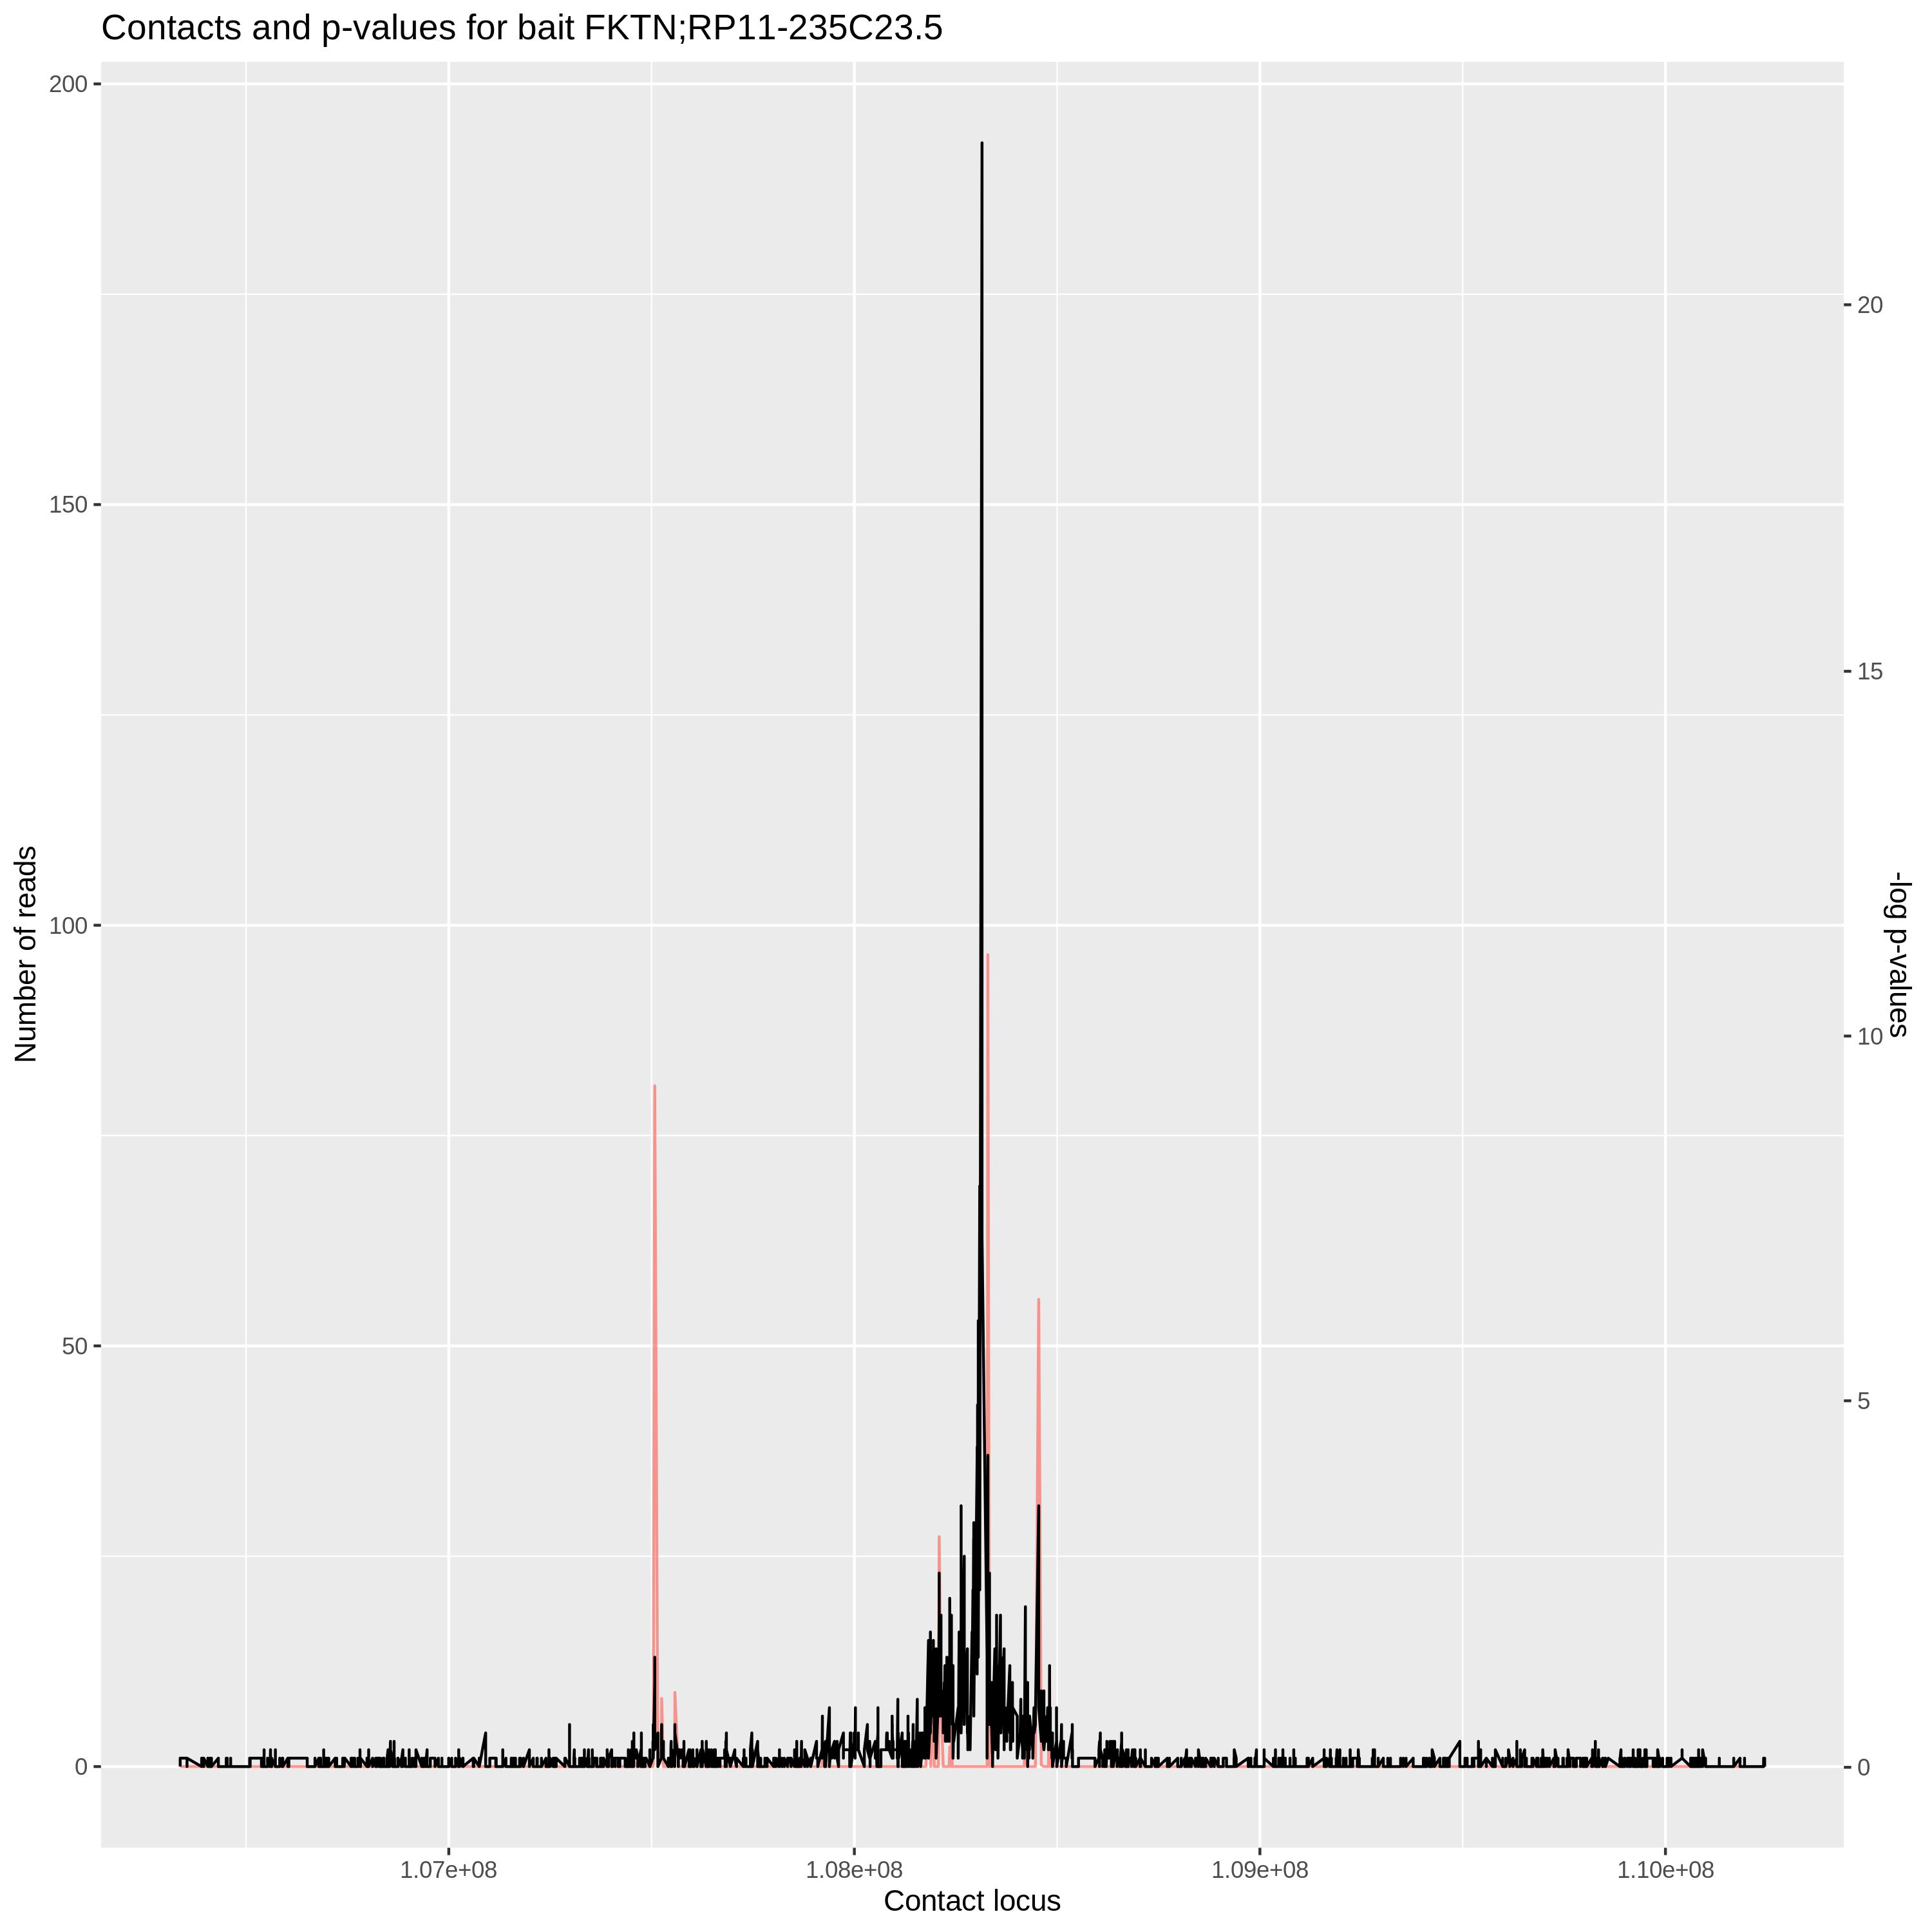 Contacts and p-values for bait FKTN;RP11-235C23.5
200
150
100
50
0
Number of reads
20
15
10
5
0
-log p-values
1.07e+08
1.08e+08
1.09e+08
1.10e+08
Contact locus